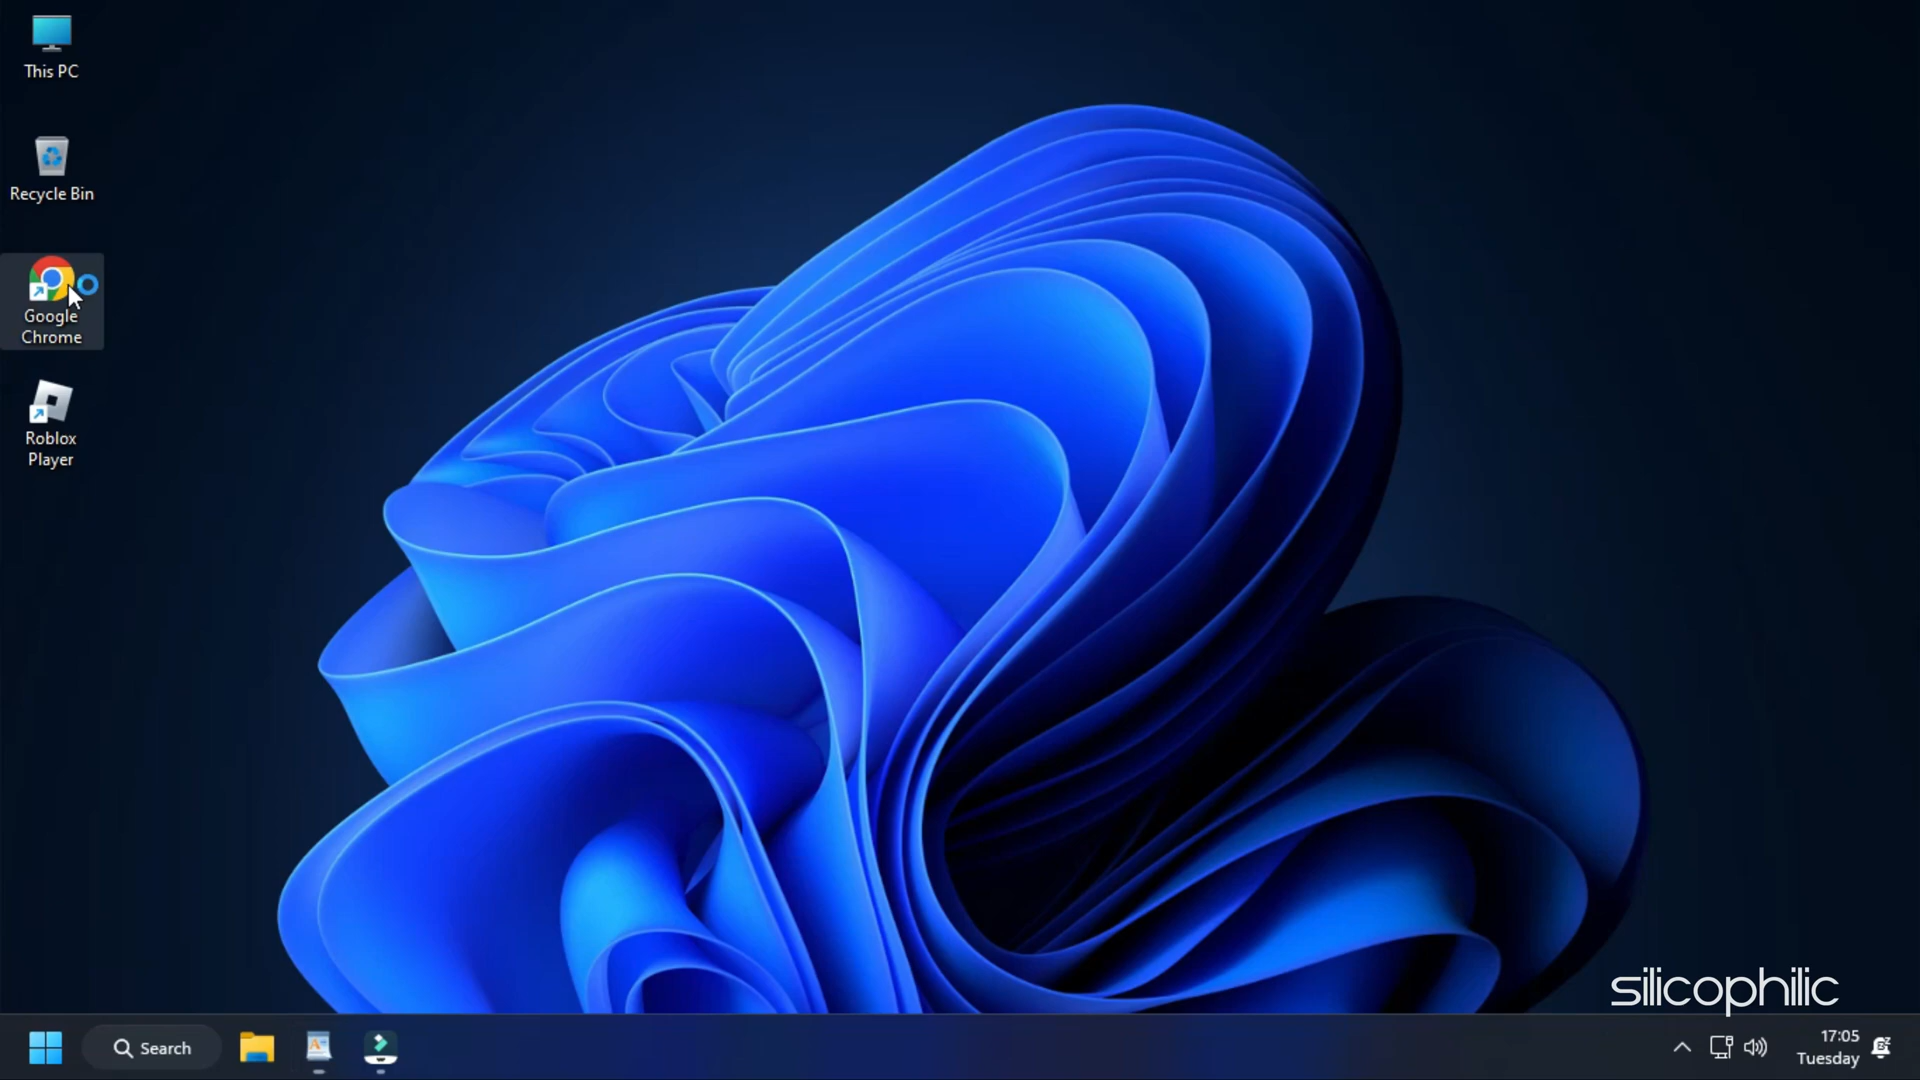 This PC
Recycle Bin
Google
Chrome
Roblox
Player
silicophilic
Search
17:05
Tuesday